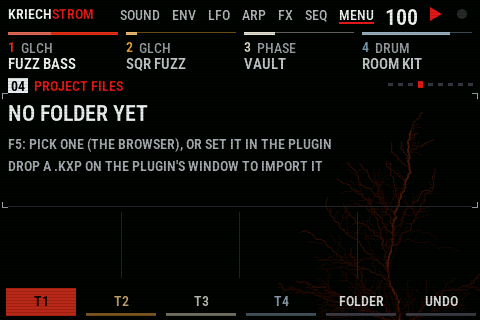 KRIECHSTROM SOUND ENV LFO ARP FX SEQ MENU 100
1 GLCH 2 GLCH 3 PHASE 4 DRUM
FUZZ BASS SQR FUZZ VAULT ROOM KIT
04 PROJECT FILES
NO FOLDER YET
F5: PICK ONE (THE BROWSER), OR SET IT IN THE PLUGIN
DROP A .KXP ON THE PLUGIN'S WINDOW TO IMPORT IT
T1 T2 T3 T4 FOLDER UNDO